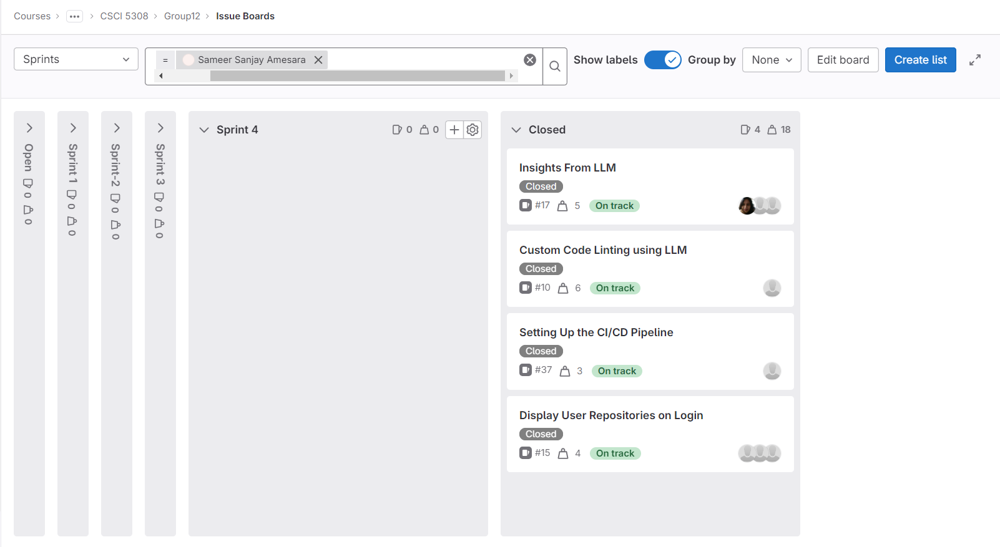 Courses > ... > CSCI 5308 > Group12 > Issue Boards
Sprints
= Sameer Sanjay Amesara
Show labels
Group by
None
Edit board
Create list
Open 0 0
Sprint 1 0 0
Sprint-2 0 0
Sprint 3 0 0
Sprint 4 0 0
Closed 4 18
Insights From LLM
Closed
#17 5 On track
Custom Code Linting using LLM
Closed
#10 6 On track
Setting Up the CI/CD Pipeline
Closed
#37 3 On track
Display User Repositories on Login
Closed
#15 4 On track